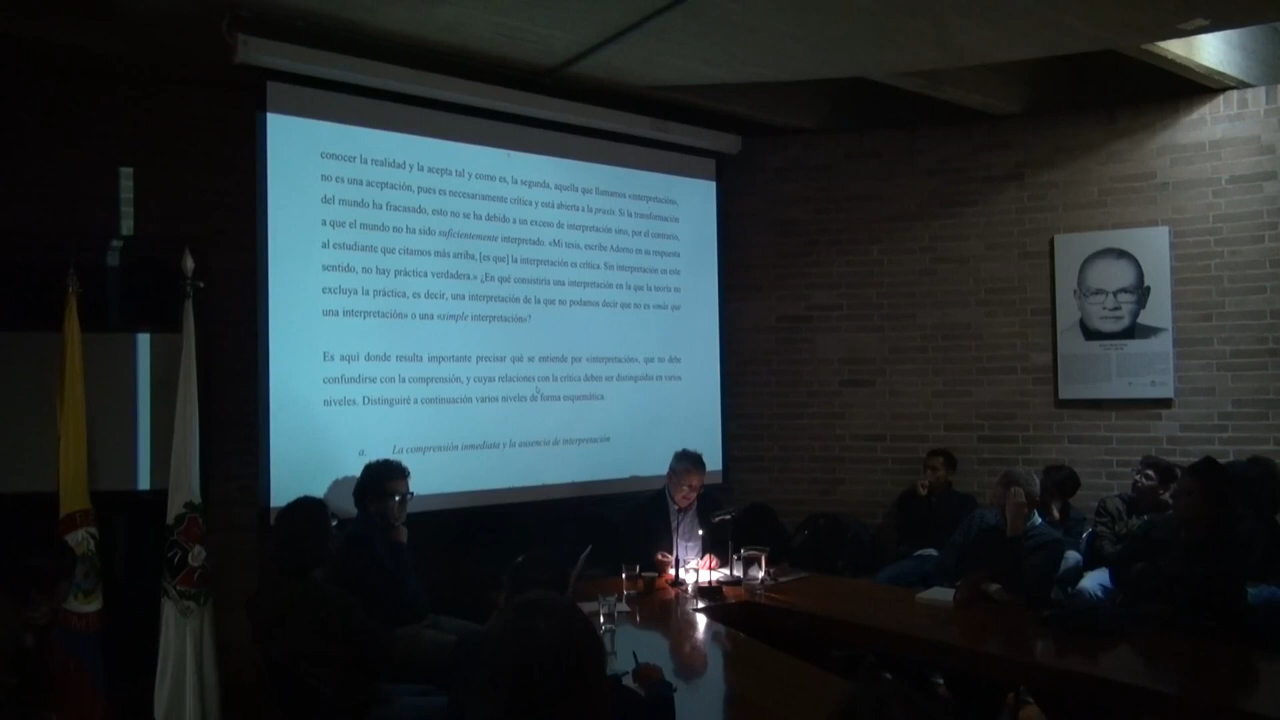 conocer la realidad y la acepta tal y como es, la segunda, aquella que llamamos «interpretación»,
no es una aceptación, pues es necesariamente crítica y está abierta a la praxis. Si la transformación
del mundo ha fracasado, esto no se ha debido a un exceso de interpretación sino, por el contrario,
a que el mundo no ha sido suficientemente interpretado. «Mi tesis, escribe Adorno en su respuesta
al estudiante que citamos más arriba, [es que] la interpretación es crítica. Sin interpretación en este
sentido, no hay práctica verdadera.» ¿En qué consistiría una interpretación en la que la teoría no
excluya la práctica, es decir, una interpretación de la que no podamos decir que no es «más que
una interpretación» o una «simple interpretación»?
Es aquí donde resulta importante precisar qué se entiende por «interpretación», que no debe
confundirse con la comprensión, y cuyas relaciones con la crítica deben ser distinguidas en varios
niveles. Distinguiré a continuación varios niveles de forma esquemática.
a. La comprensión inmediata y la ausencia de interpretación